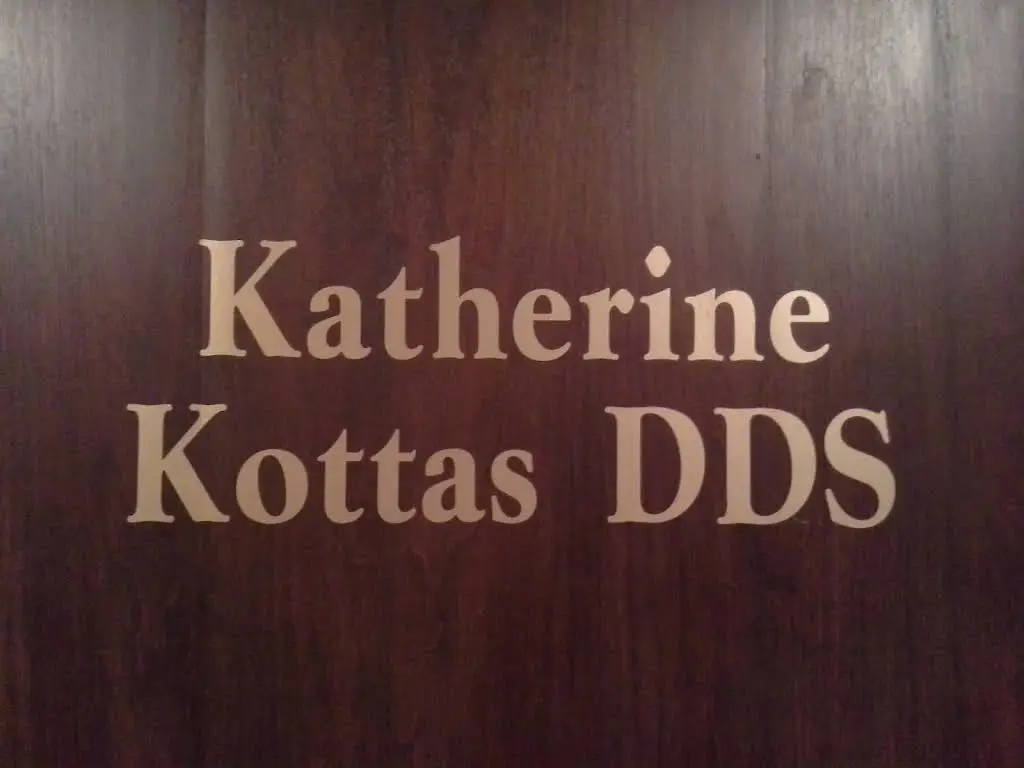 Katherine
Kottas DDS